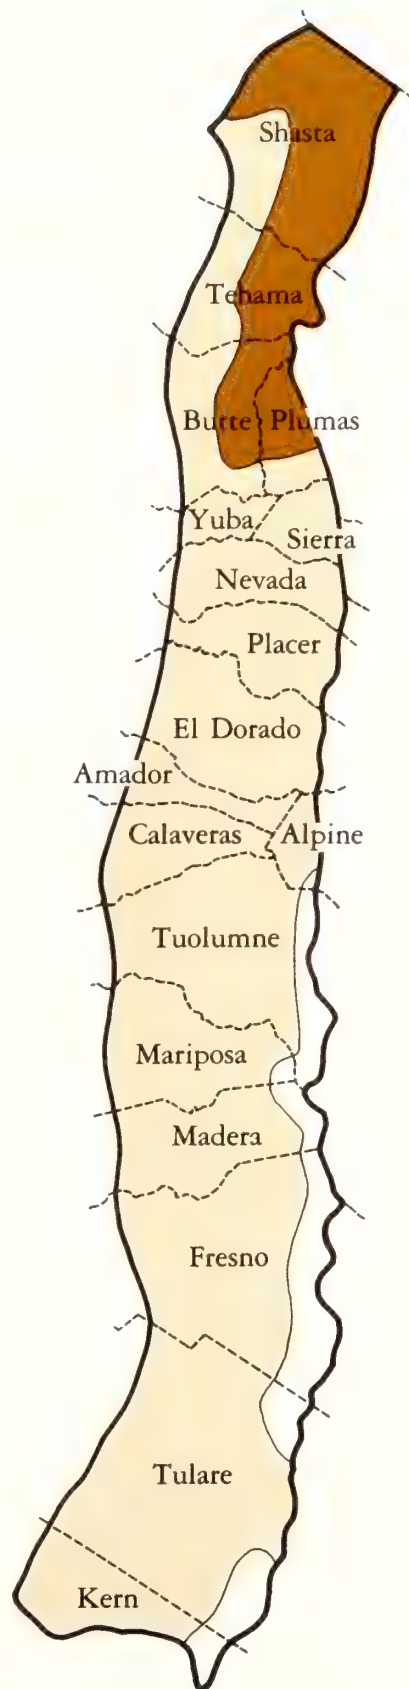 Shasta
Tehama
Butte Plumas
Yuba
Sierra
Nevada
Placer
El Dorado
Amador
Calaveras Alpine
Tuolumne
Mariposa
Madera
Fresno
Tulare
Kern